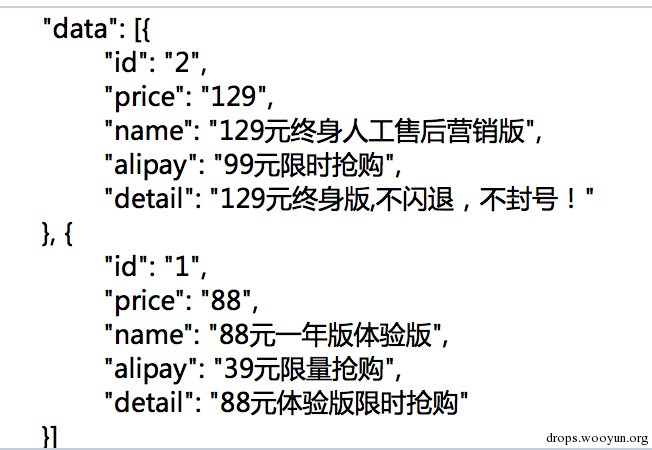 "data": [{
"id": "2",
"price": "129",
"name": "129元终身人工售后营销版",
"alipay": "99元限时抢购",
"detail": "129元终身版,不闪退，不封号！"
}, {
"id": "1",
"price": "88",
"name": "88元一年版体验版",
"alipay": "39元限量抢购",
"detail": "88元体验版限时抢购"
}]
drops.wooyun.org